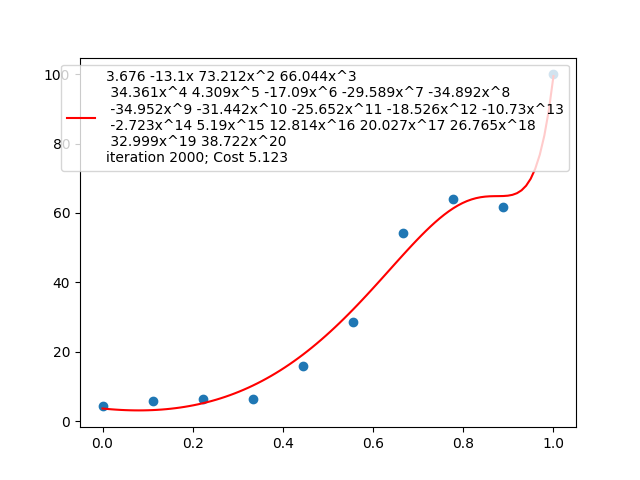 3.676 -13.1x 73.212x^2 66.044x^3
34.361x^4 4.309x^5 -17.09x^6 -29.589x^7 -34.892x^8
-34.952x^9 -31.442x^10 -25.652x^11 -18.526x^12 -10.73x^13
-2.723x^14 5.19x^15 12.814x^16 20.027x^17 26.765x^18
32.999x^19 38.722x^20
iteration 2000; Cost 5.123
100
80
60
40
20
0
0.0 0.2 0.4 0.6 0.8 1.0